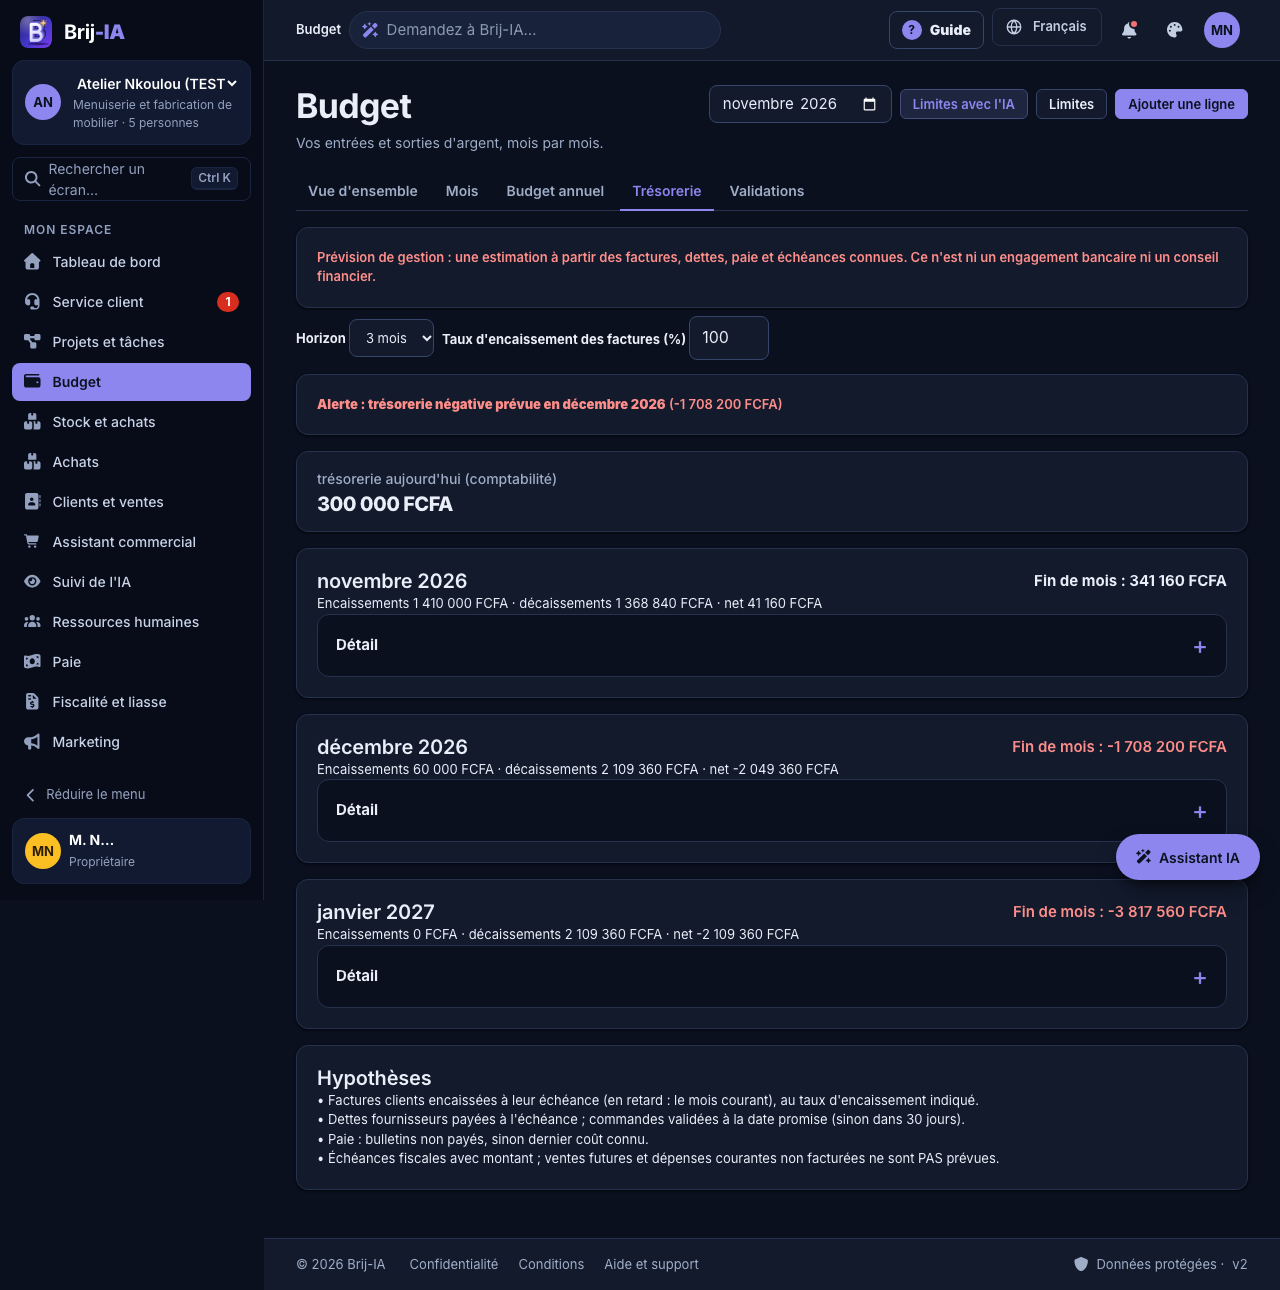 Brij-IA
AN
Atelier Nkoulou (TEST
Menuiserie et fabrication de
mobilier · 5 personnes
Rechercher un
écran...
Ctrl K
MON ESPACE
Tableau de bord
Service client
1
Projets et tâches
Budget
Stock et achats
Achats
Clients et ventes
Assistant commercial
Suivi de l'IA
Ressources humaines
Paie
Fiscalité et liasse
Marketing
Réduire le menu
MN
M. N...
Propriétaire
Budget
Demandez à Brij-IA...
? Guide
Français
MN
Budget
Vos entrées et sorties d'argent, mois par mois.
novembre 2026
Limites avec l'IA
Limites
Ajouter une ligne
Vue d'ensemble
Mois
Budget annuel
Trésorerie
Validations
Prévision de gestion : une estimation à partir des factures, dettes, paie et échéances connues. Ce n'est ni un engagement bancaire ni un conseil
financier.
Horizon 3 mois Taux d'encaissement des factures (%) 100
Alerte : trésorerie négative prévue en décembre 2026 (-1 708 200 FCFA)
trésorerie aujourd'hui (comptabilité)
300 000 FCFA
novembre 2026
Fin de mois : 341 160 FCFA
Encaissements 1 410 000 FCFA · décaissements 1 368 840 FCFA · net 41 160 FCFA
Détail
+
décembre 2026
Fin de mois : -1 708 200 FCFA
Encaissements 60 000 FCFA · décaissements 2 109 360 FCFA · net -2 049 360 FCFA
Détail
+
Assistant IA
janvier 2027
Fin de mois : -3 817 560 FCFA
Encaissements 0 FCFA · décaissements 2 109 360 FCFA · net -2 109 360 FCFA
Détail
+
Hypothèses
• Factures clients encaissées à leur échéance (en retard : le mois courant), au taux d'encaissement indiqué.
• Dettes fournisseurs payées à l'échéance ; commandes validées à la date promise (sinon dans 30 jours).
• Paie : bulletins non payés, sinon dernier coût connu.
• Échéances fiscales avec montant ; ventes futures et dépenses courantes non facturées ne sont PAS prévues.
© 2026 Brij-IA
Confidentialité
Conditions
Aide et support
Données protégées · v2